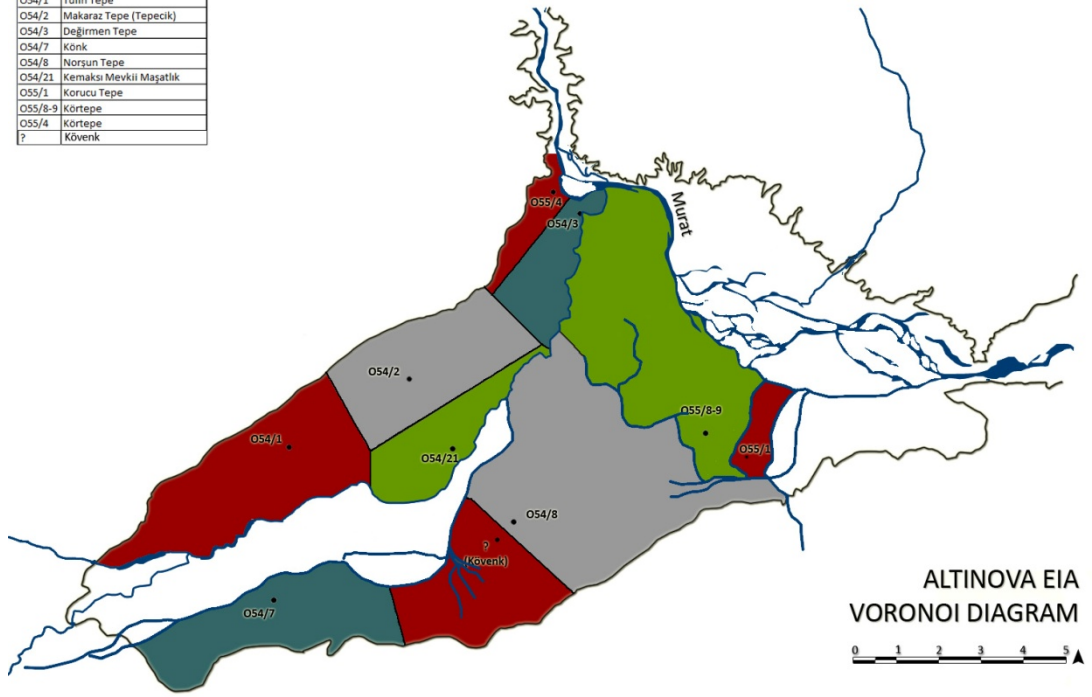 O54/1 Tülin Tepe
O54/2 Makaraz Tepe (Tepecik)
O54/3 Değirmen Tepe
O54/7 Könk
O54/8 Norşun Tepe
O54/21 Kemaksı Mevkii Maşatlık
O55/1 Korucu Tepe
O55/8-9 Körtepe
O55/4 Körtepe
? Kövenk
O55/4
O54/3
Murat
O54/2
O55/8-9
O54/1
O54/21
O55/1
O54/8
?
(Kövenk)
O54/7
ALTINOVA EIA
VORONOI DIAGRAM
0 1 2 3 4 5